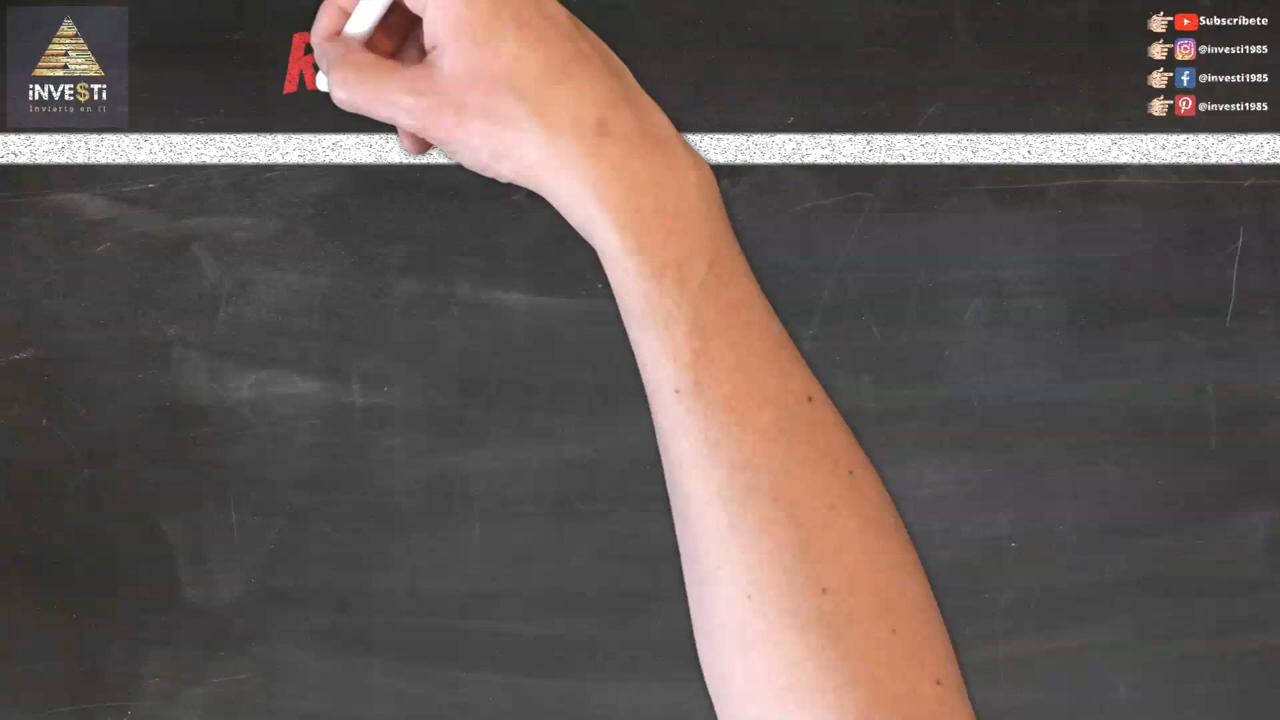 R
iNVE$Ti
Invierto en ti
Subscríbete
@investi1985
@investi1985
@investi1985